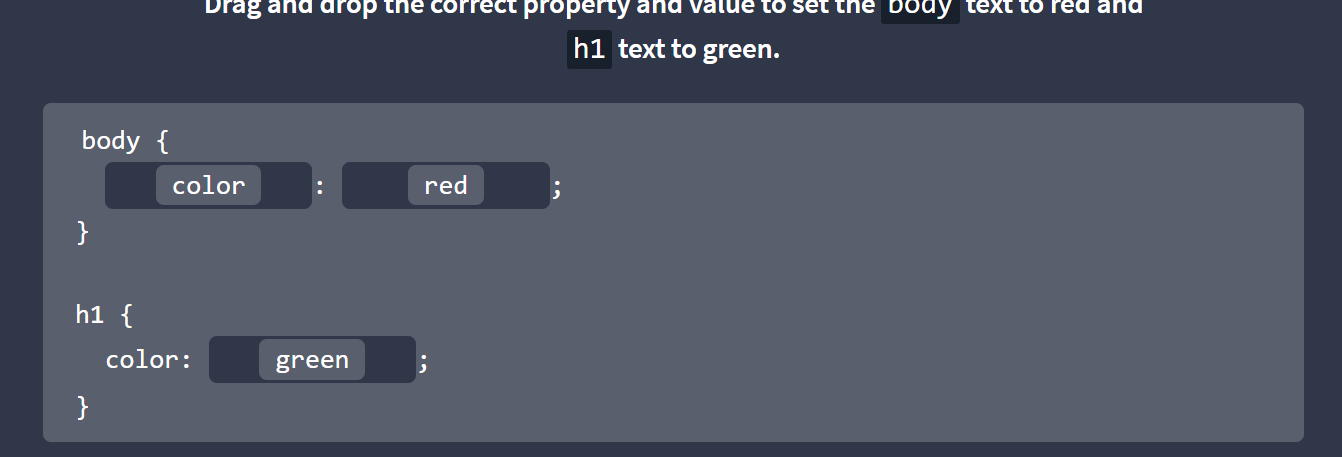 Drag and drop the correct property and value to set the body text to red and
h1 text to green.
body {
color : red ;
}
h1 {
color: green ;
}